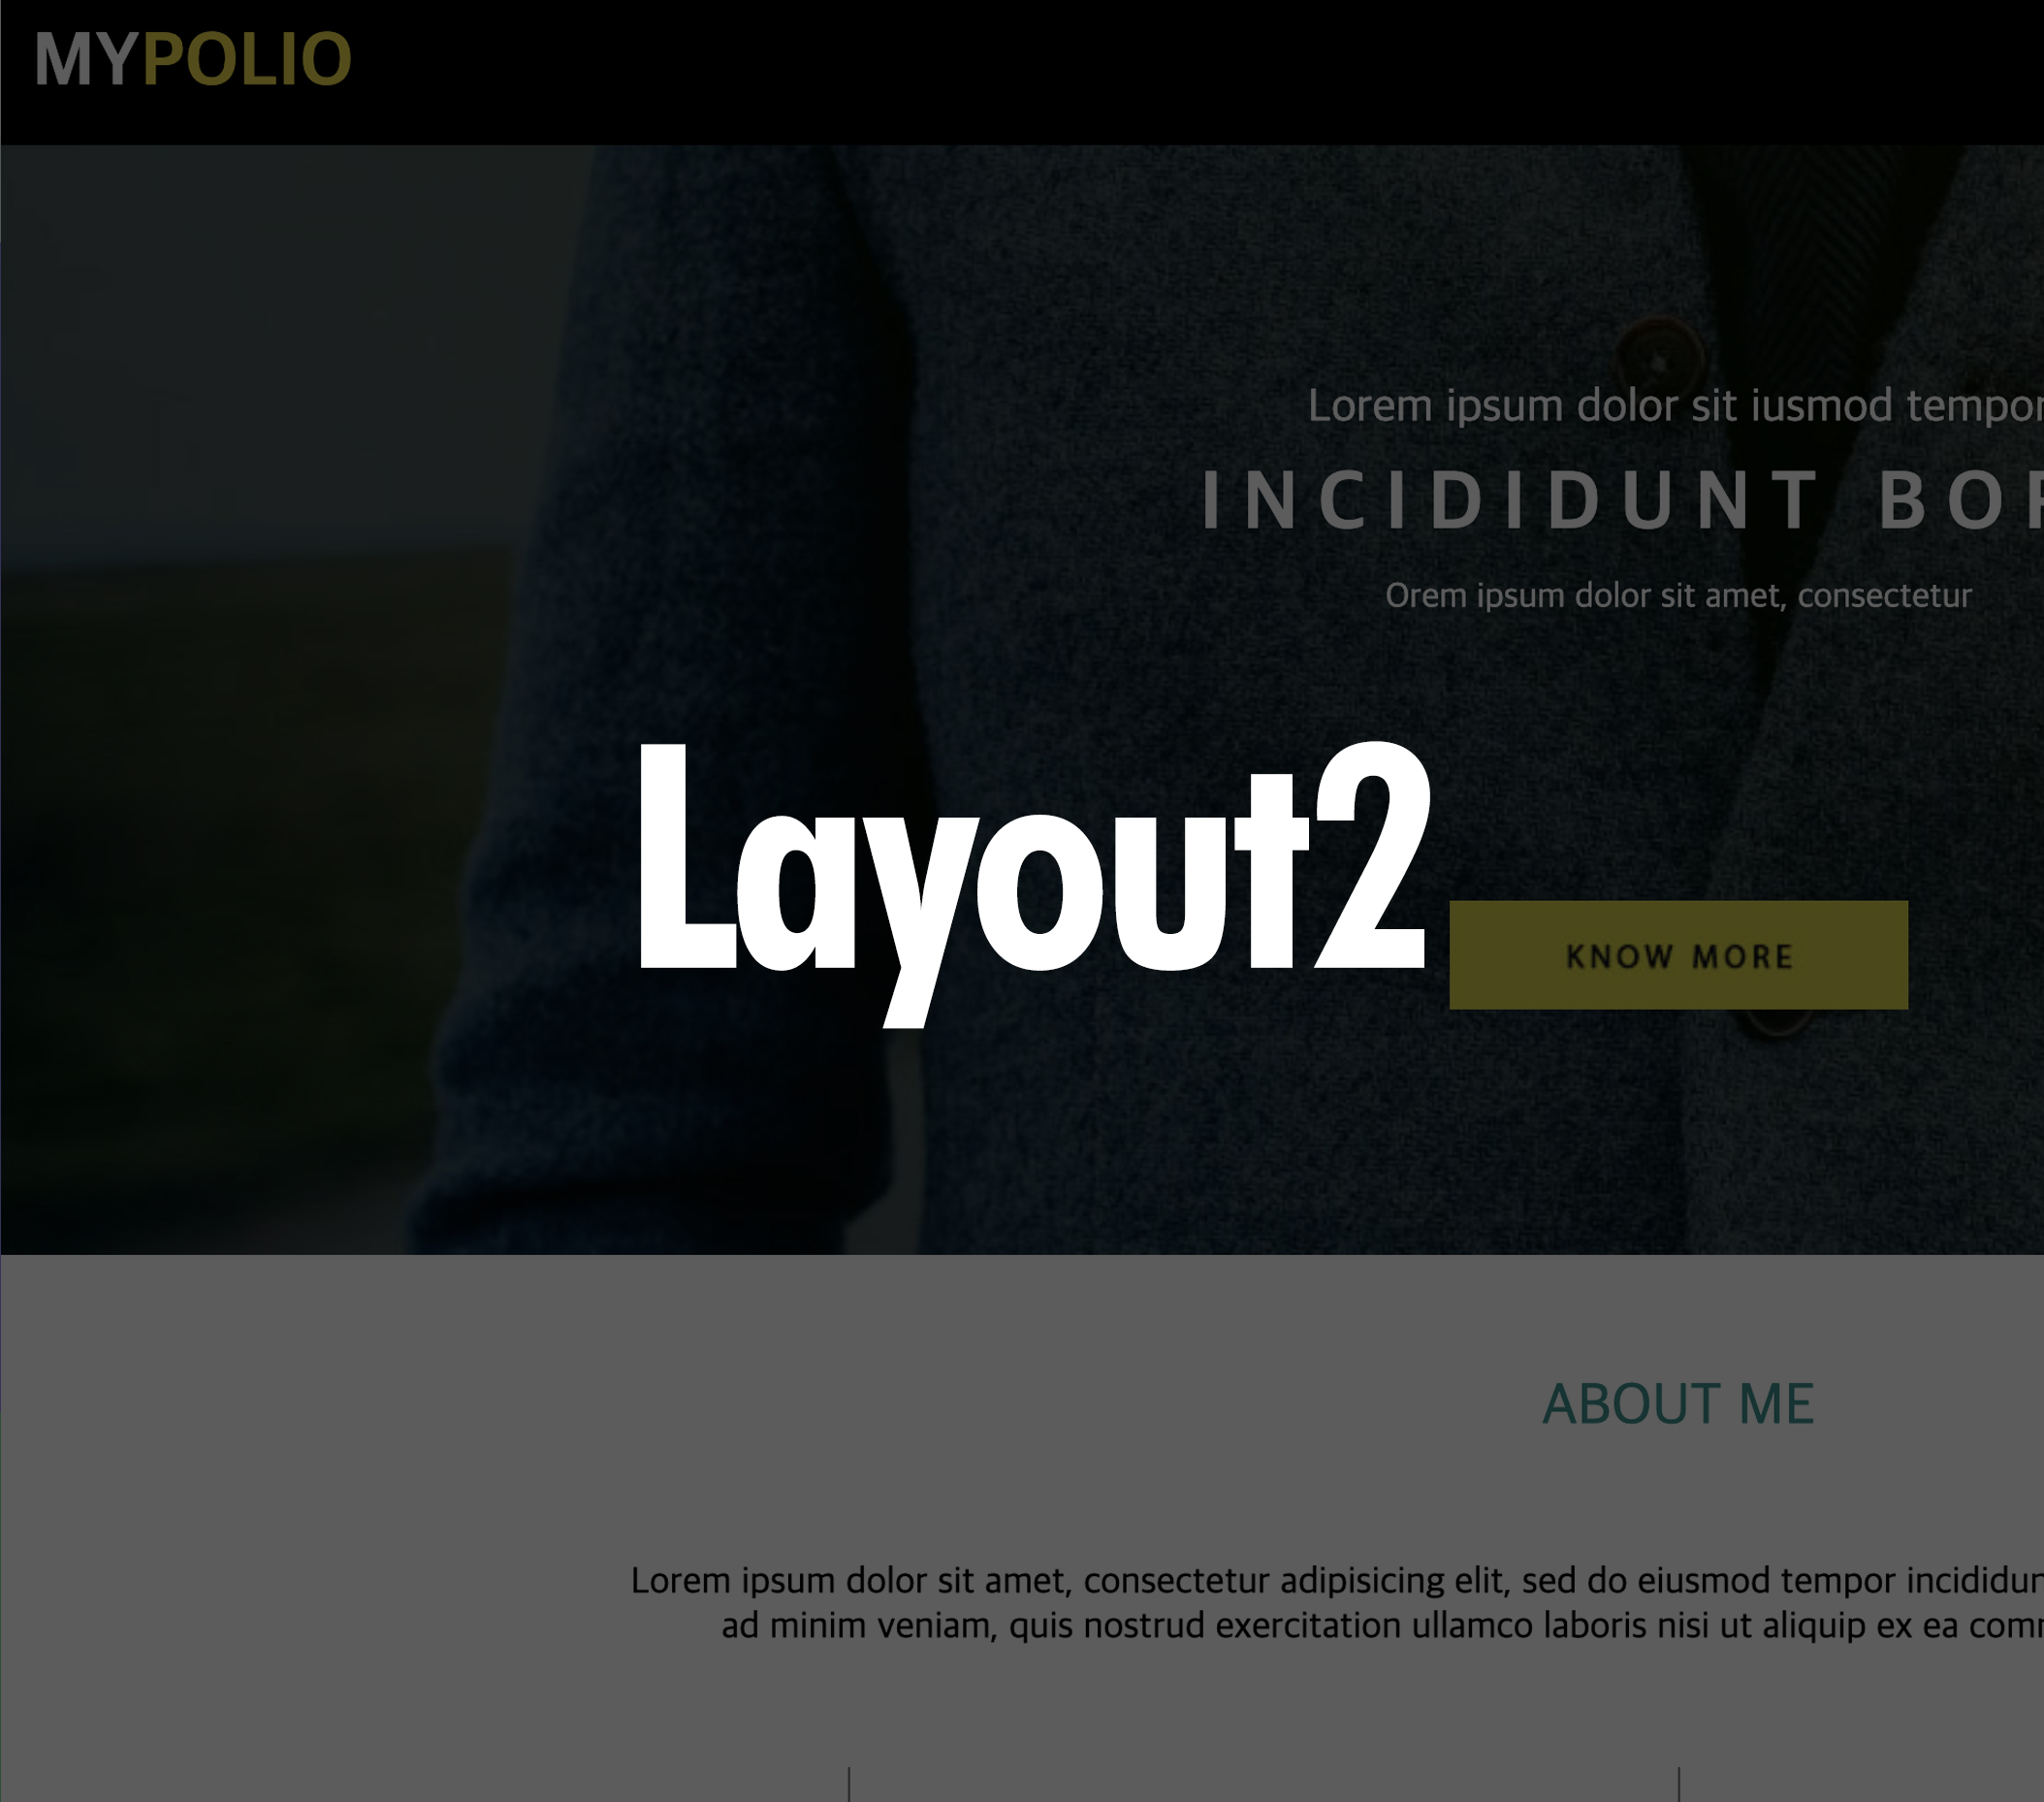 MYPOLIO
Lorem ipsum dolor sit iusmod tempor
INCIDIDUNT BOR
Orem ipsum dolor sit amet, consectetur
Layout2
KNOW MORE
ABOUT ME
Lorem ipsum dolor sit amet, consectetur adipisicing elit, sed do eiusmod tempor incididun
ad minim veniam, quis nostrud exercitation ullamco laboris nisi ut aliquip ex ea com